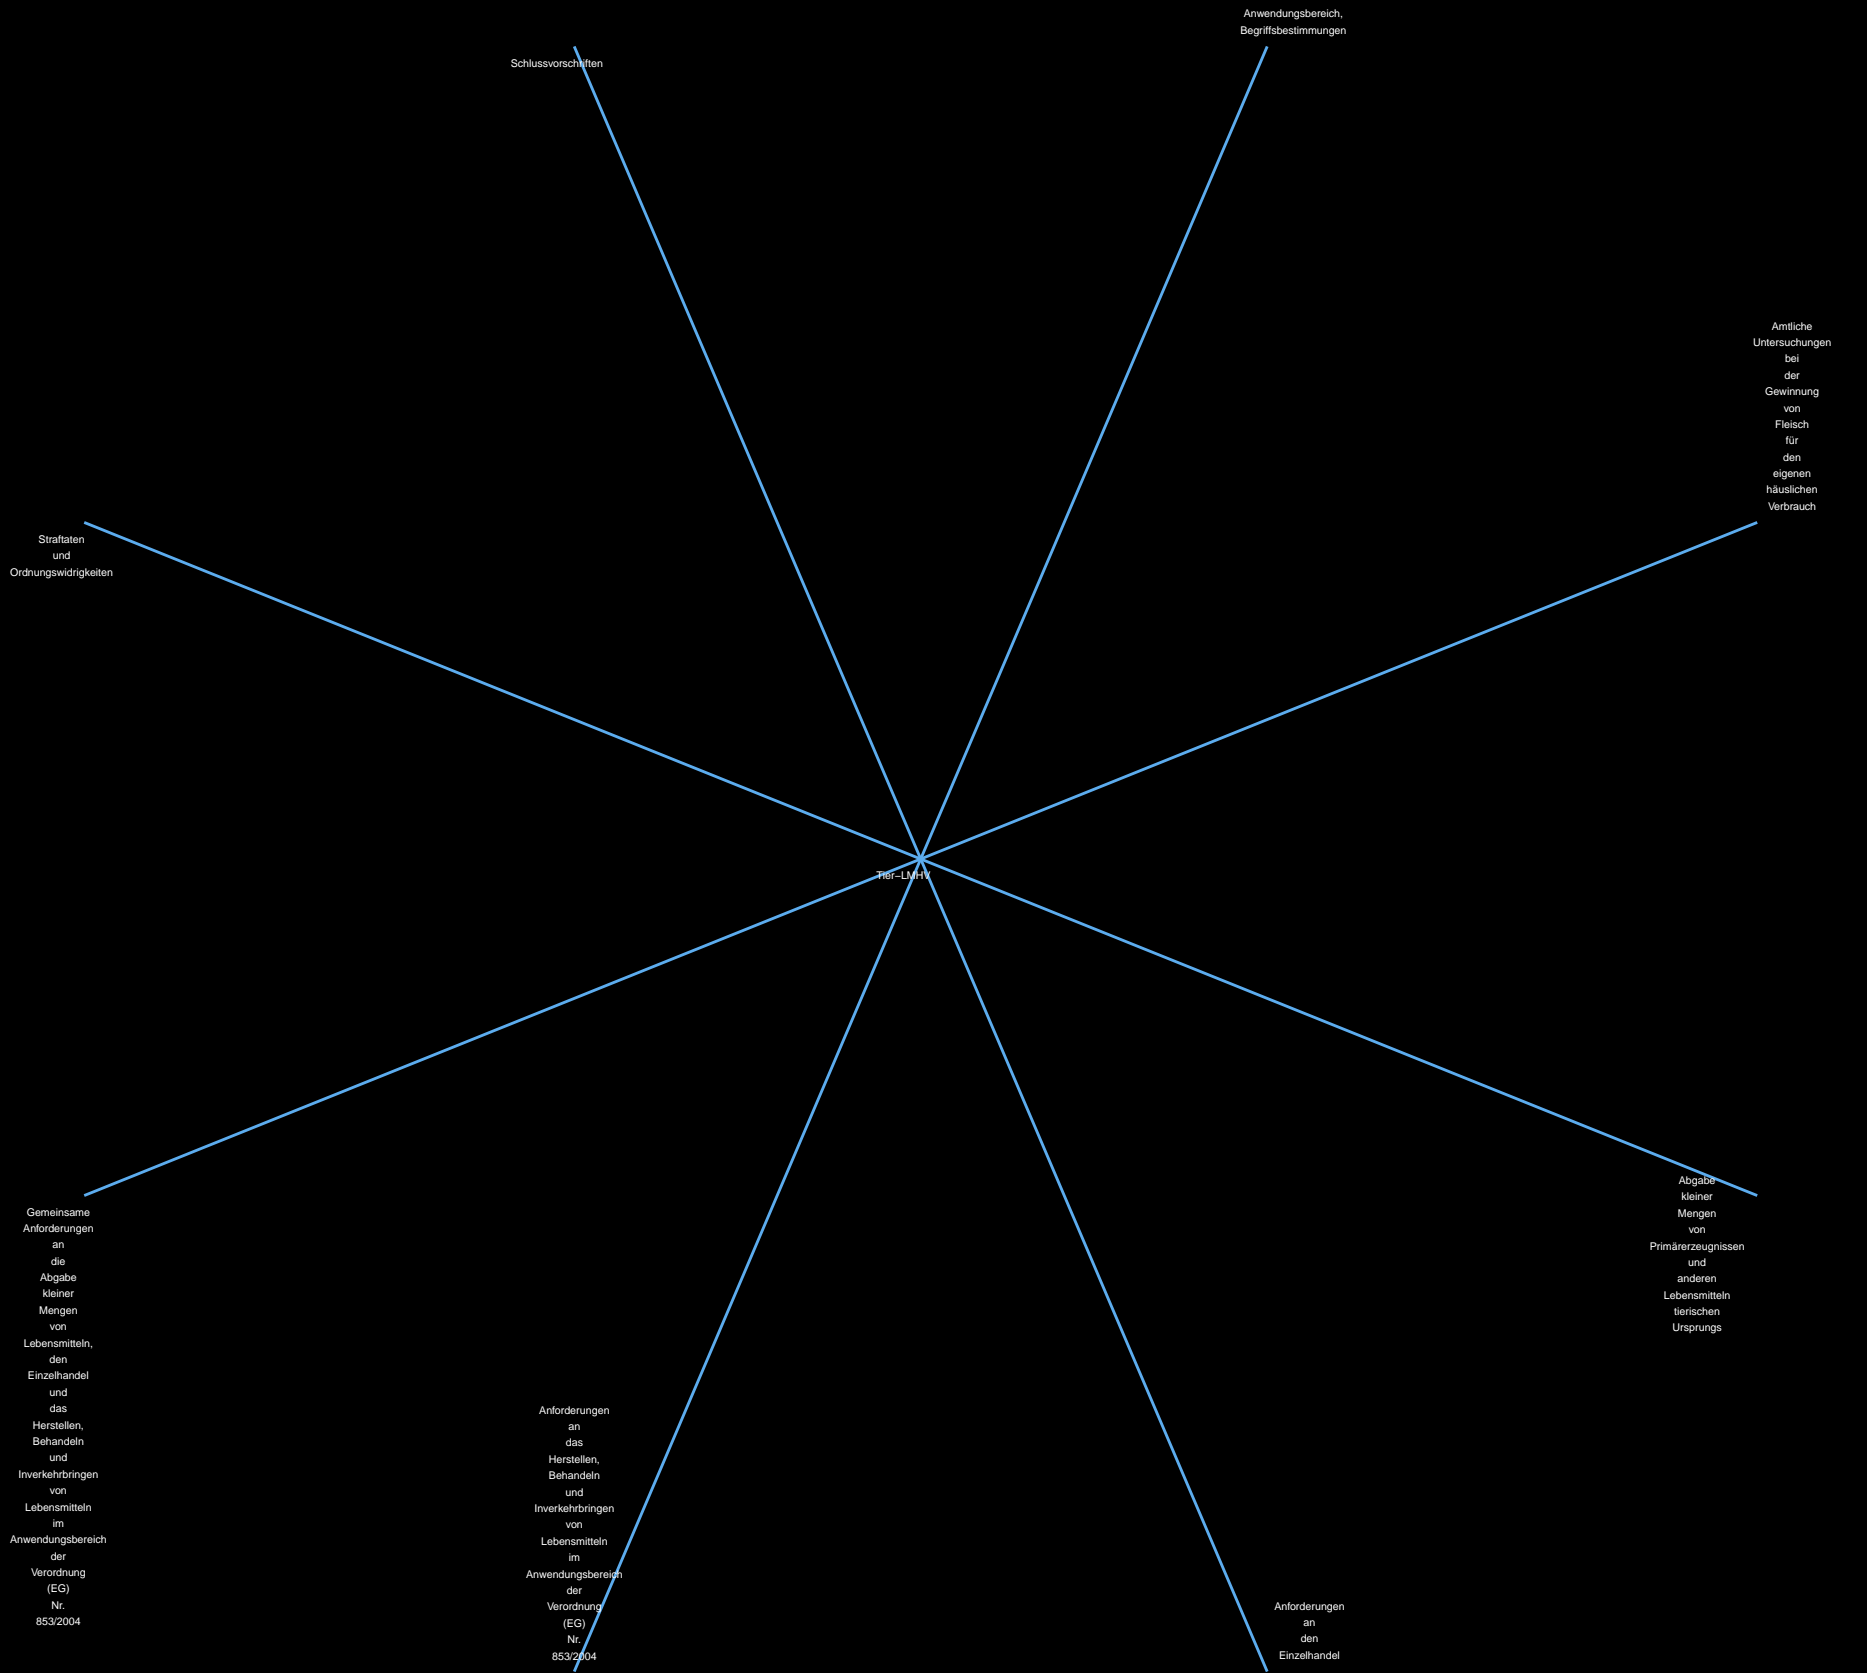 Anwendungsbereich,
Begriffsbestimmungen
Schlussvorschriften
Amtliche
Untersuchungen
bei
der
Gewinnung
von
Fleisch
für
den
eigenen
häuslichen
Verbrauch
Straftaten
und
Ordnungswidrigkeiten
Tier−LMHV
Abgabe
kleiner
Mengen
von
Primärerzeugnissen
und
anderen
Lebensmitteln
tierischen
Ursprungs
Gemeinsame
Anforderungen
an
die
Abgabe
kleiner
Mengen
von
Lebensmitteln,
den
Einzelhandel
und
das
Herstellen,
Behandeln
und
Inverkehrbringen
von
Lebensmitteln
im
Anwendungsbereich
der
Verordnung
(EG)
Nr.
853/2004
Anforderungen
an
das
Herstellen,
Behandeln
und
Inverkehrbringen
von
Lebensmitteln
im
Anwendungsbereich
der
Verordnung
(EG)
Nr.
853/2004
Anforderungen
an
den
Einzelhandel